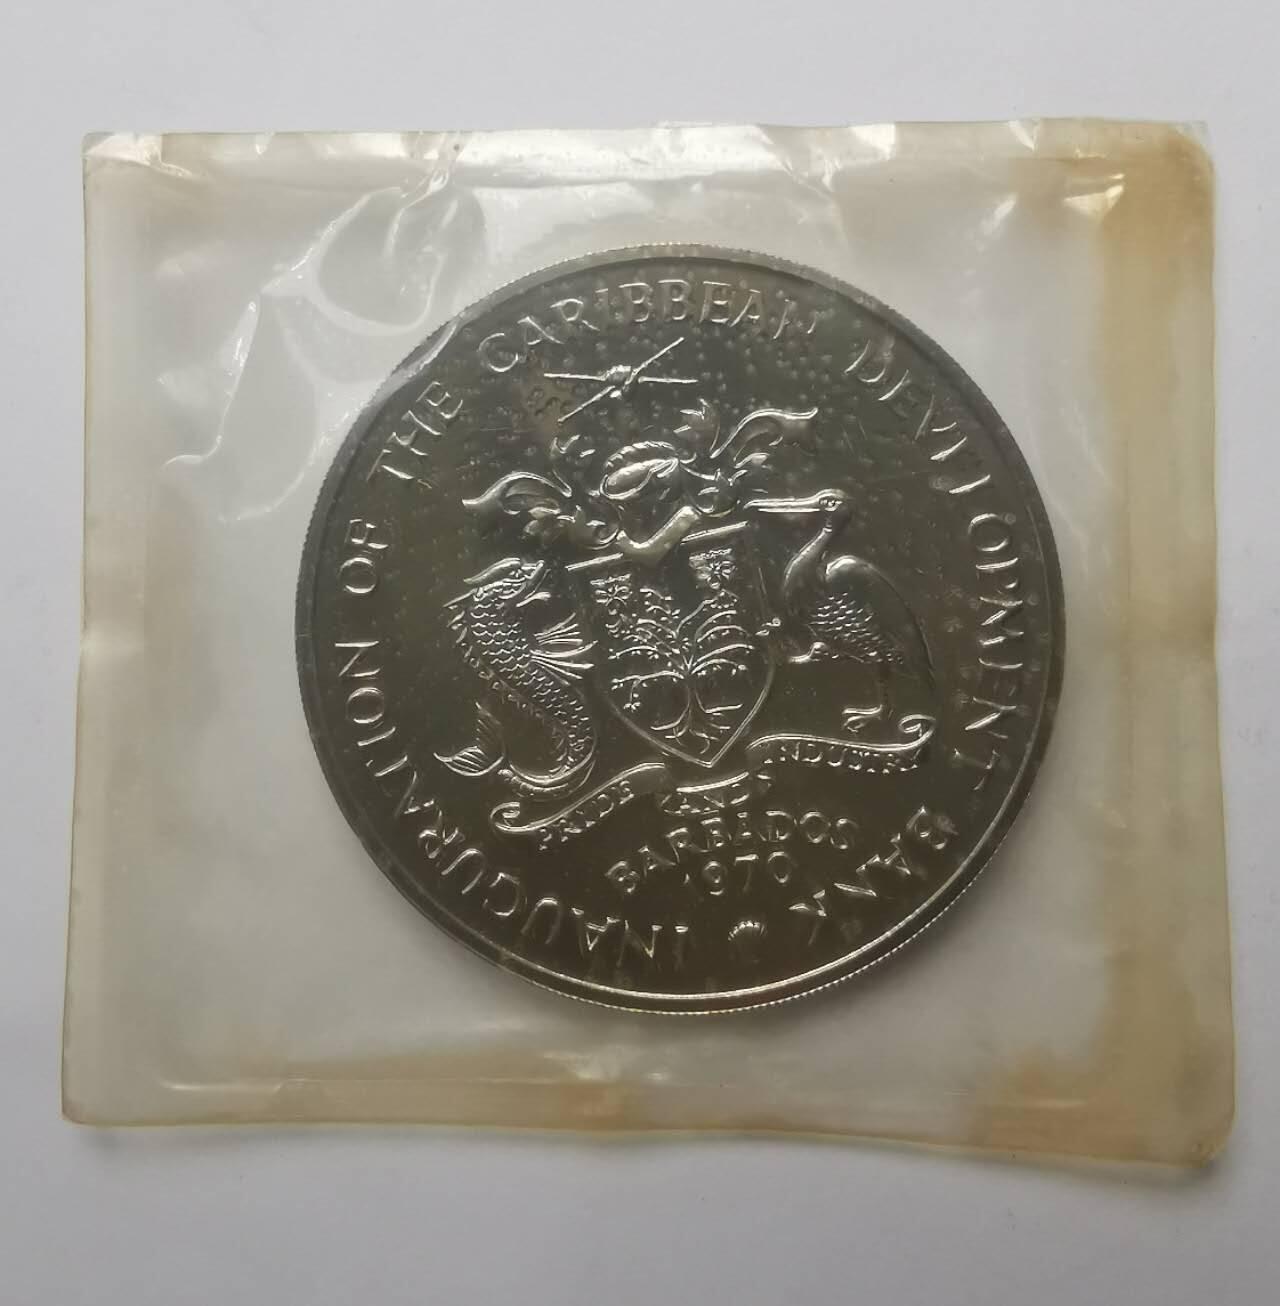 INAUGURATION OF THE CARIBBEAN DEVELOPMENT BANK
PRIDE AND INDUSTRY
BARBADOS
1970